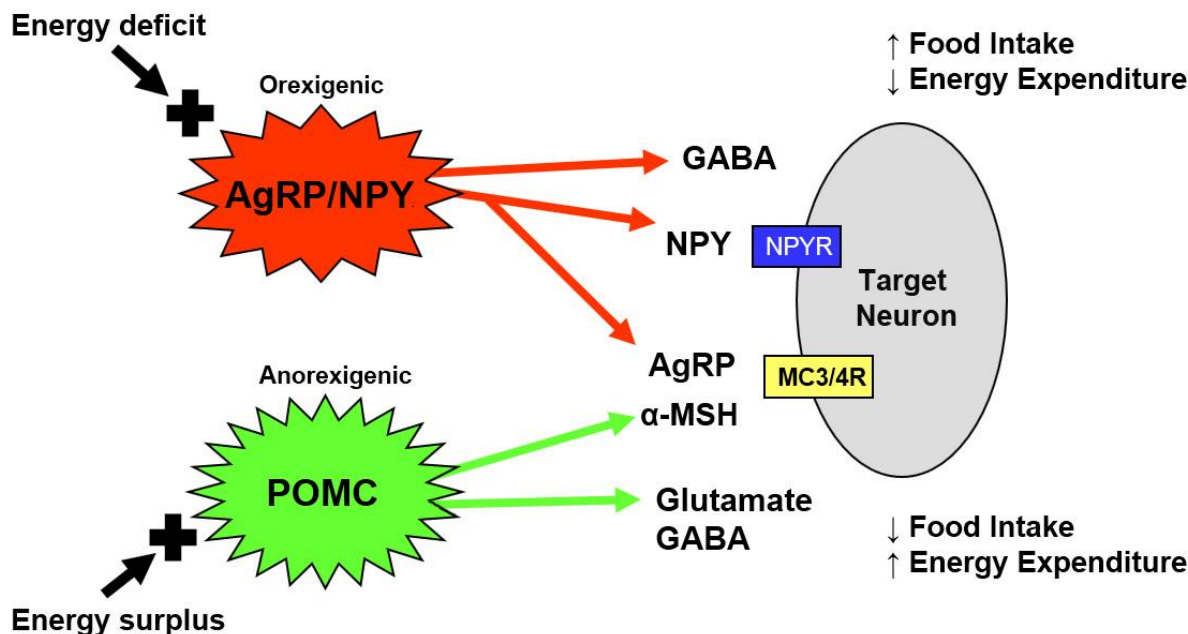 Energy deficit
↑ Food Intake
↓ Energy Expenditure
Orexigenic
AgRP/NPY
GABA
NPY
NPYR
Target
Neuron
AgRP
MC3/4R
Anorexigenic
α-MSH
POMC
Glutamate
GABA
↓ Food Intake
↑ Energy Expenditure
Energy surplus